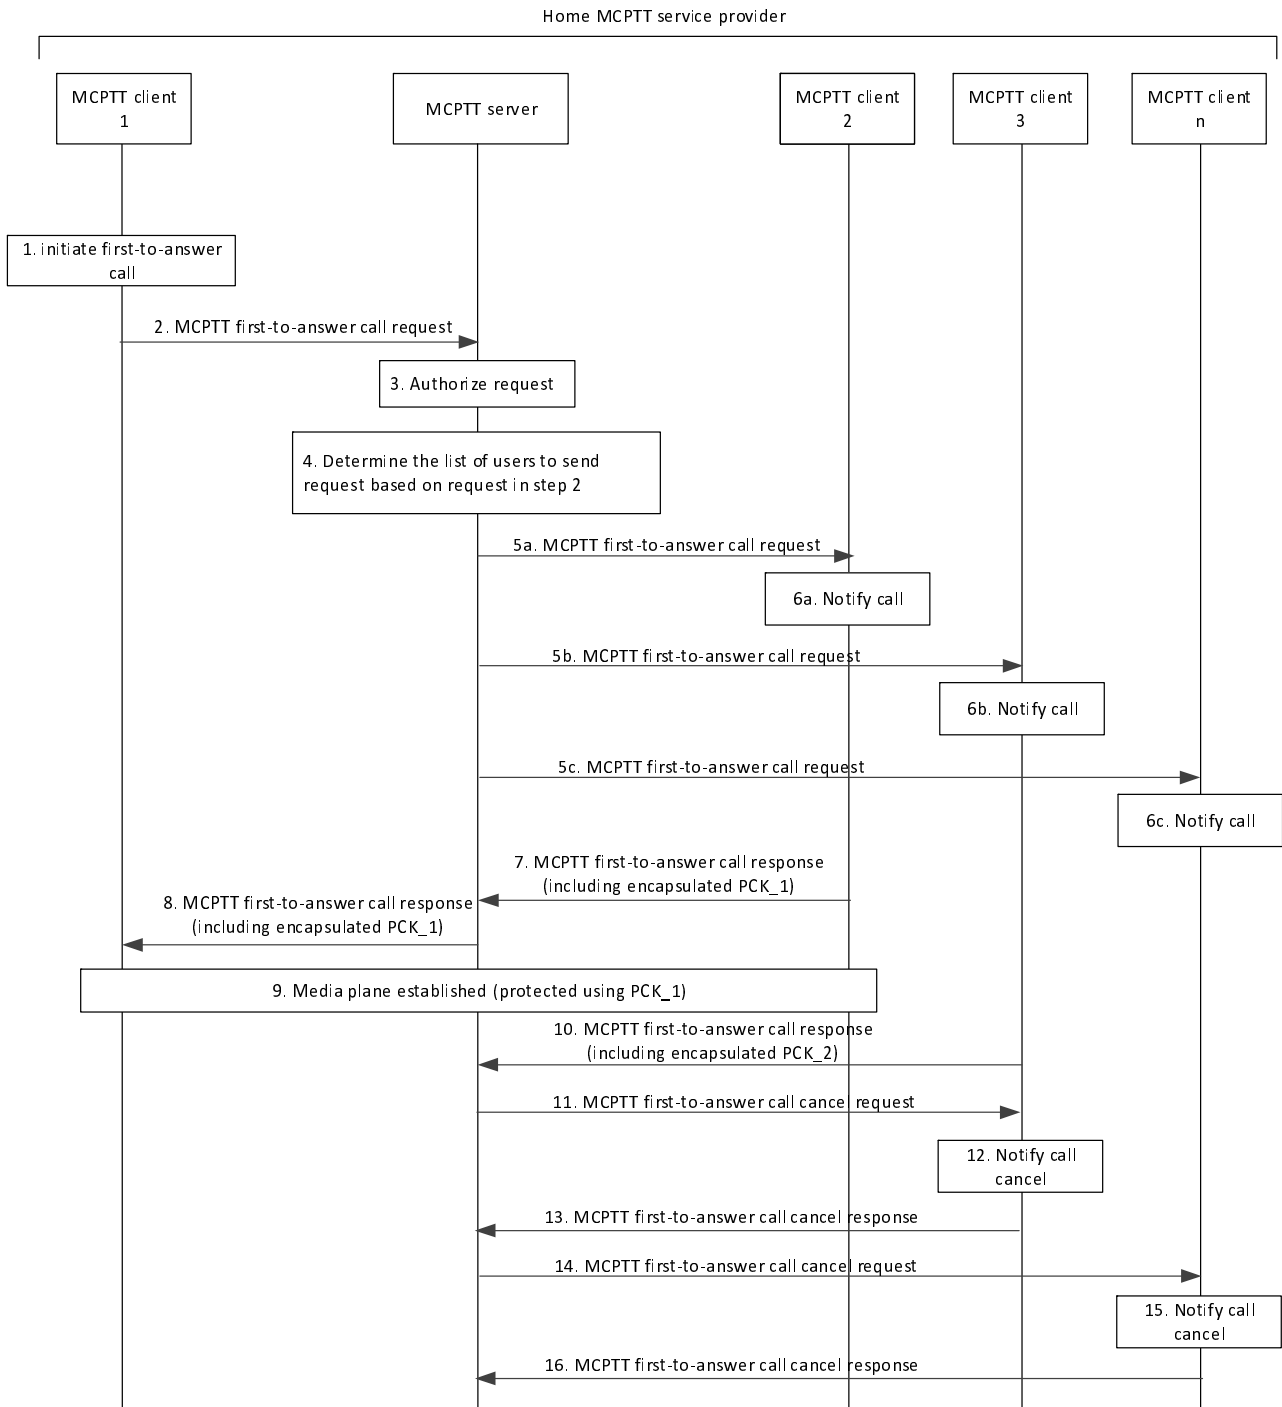 Home MCPTT service provider
MCPTT client
1
MCPTT server
MCPTT client
2
MCPTT client
3
MCPTT client
n
1. initiate first-to-answer
call
2. MCPTT first-to-answer call request
3. Authorize request
4. Determine the list of users to send
request based on request in step 2
5a. MCPTT first-to-answer call request
6a. Notify call
5b. MCPTT first-to-answer call request
6b. Notify call
5c. MCPTT first-to-answer call request
6c. Notify call
7. MCPTT first-to-answer call response
(including encapsulated PCK_1)
8. MCPTT first-to-answer call response
(including encapsulated PCK_1)
9. Media plane established (protected using PCK_1)
10. MCPTT first-to-answer call response
(including encapsulated PCK_2)
11. MCPTT first-to-answer call cancel request
12. Notify call
cancel
13. MCPTT first-to-answer call cancel response
14. MCPTT first-to-answer call cancel request
15. Notify call
cancel
16. MCPTT first-to-answer call cancel response